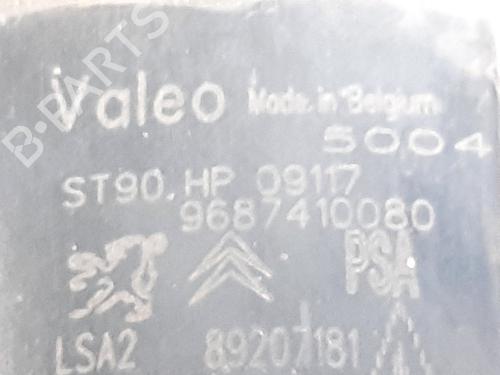 B-PARTS
Valeo Made in Belgium
5004
ST90.HP 09117
9687410080
PSA
LSA2 89207181